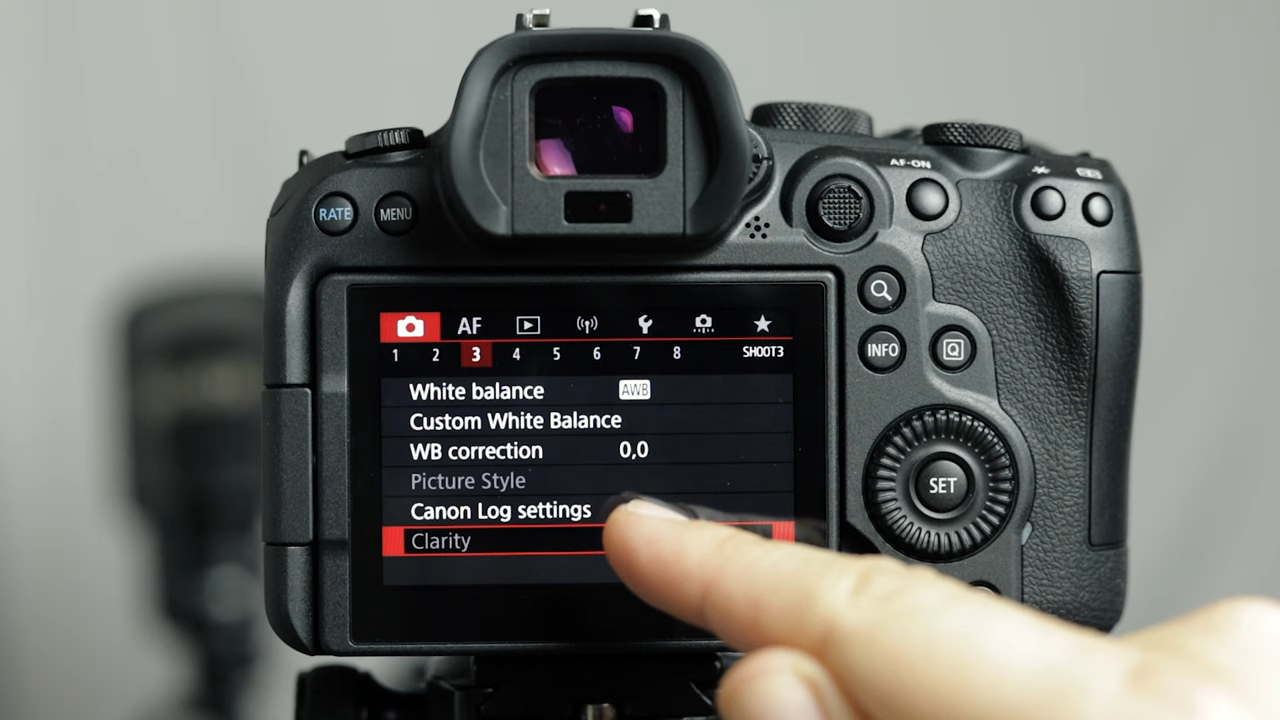 AF-ON
RATE MENU
INFO
Q
SET
AF
1 2 3 4 5 6 7 8 SHOOT3
White balance AWB
Custom White Balance
WB correction 0,0
Picture Style
Canon Log settings
Clarity